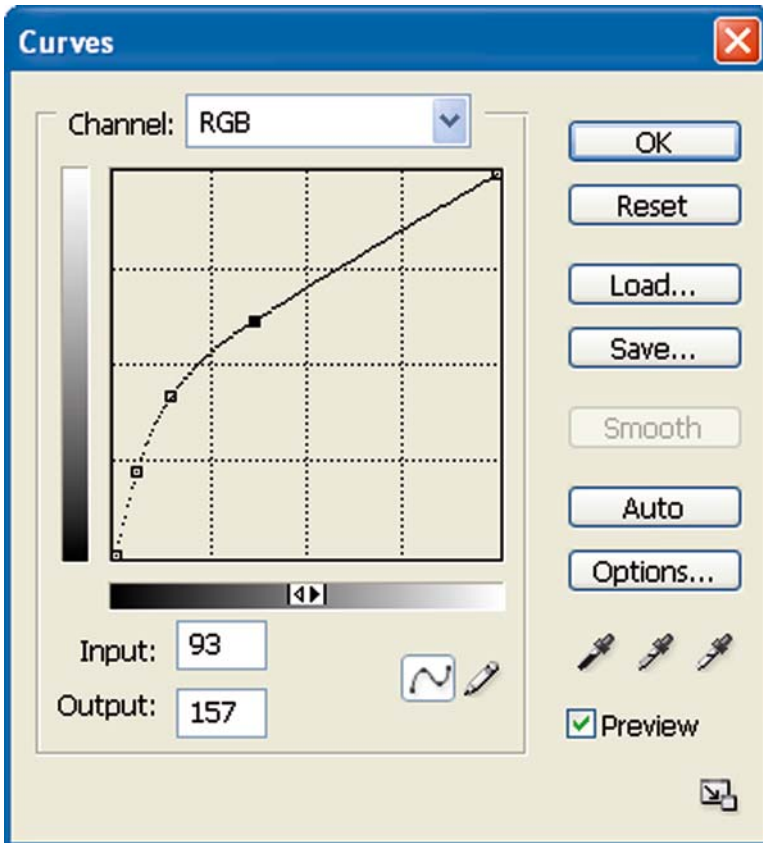 Curves
Channel: RGB
OK
Reset
Load...
Save...
Smooth
Auto
Options...
Input: 93
Output: 157
Preview